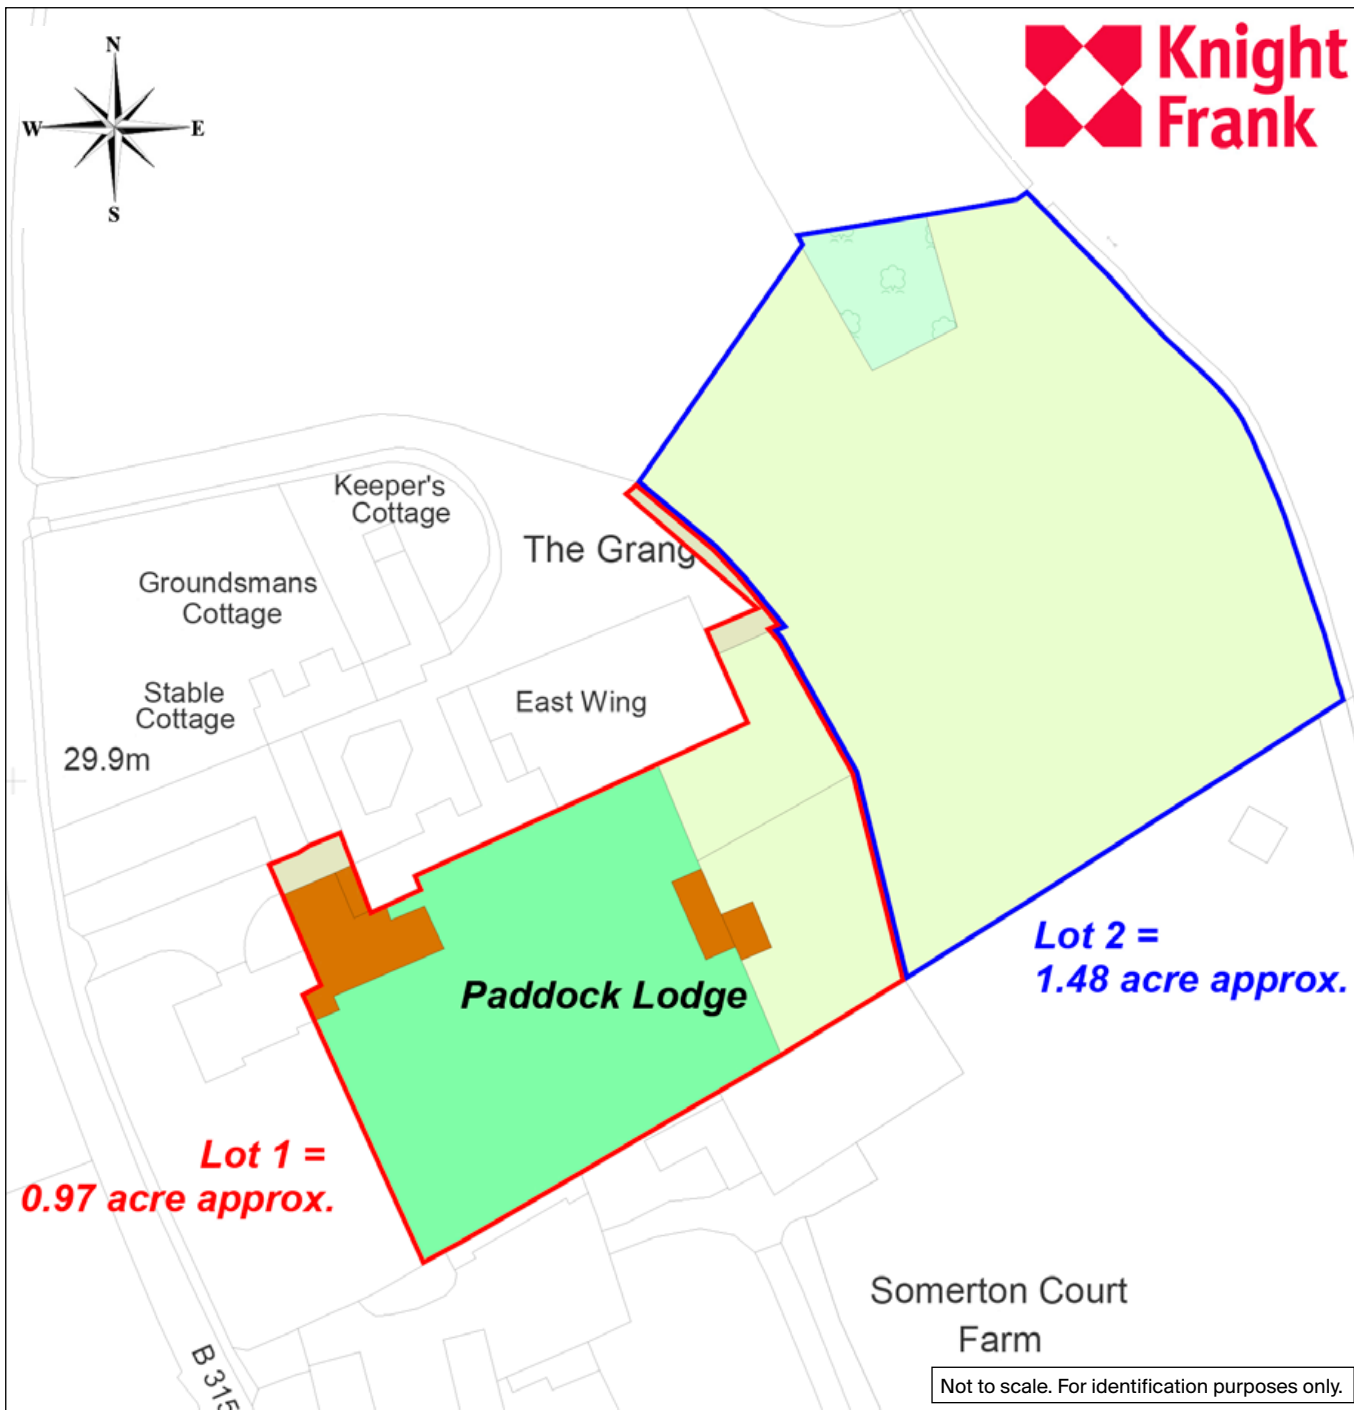 N
W E
S
Knight
Frank
Keeper's
Cottage
The Grang
Groundsmans
Cottage
Stable
Cottage
East Wing
29.9m
Lot 2 =
1.48 acre approx.
Paddock Lodge
Lot 1 =
0.97 acre approx.
Somerton Court
Farm
B 315
Not to scale. For identification purposes only.